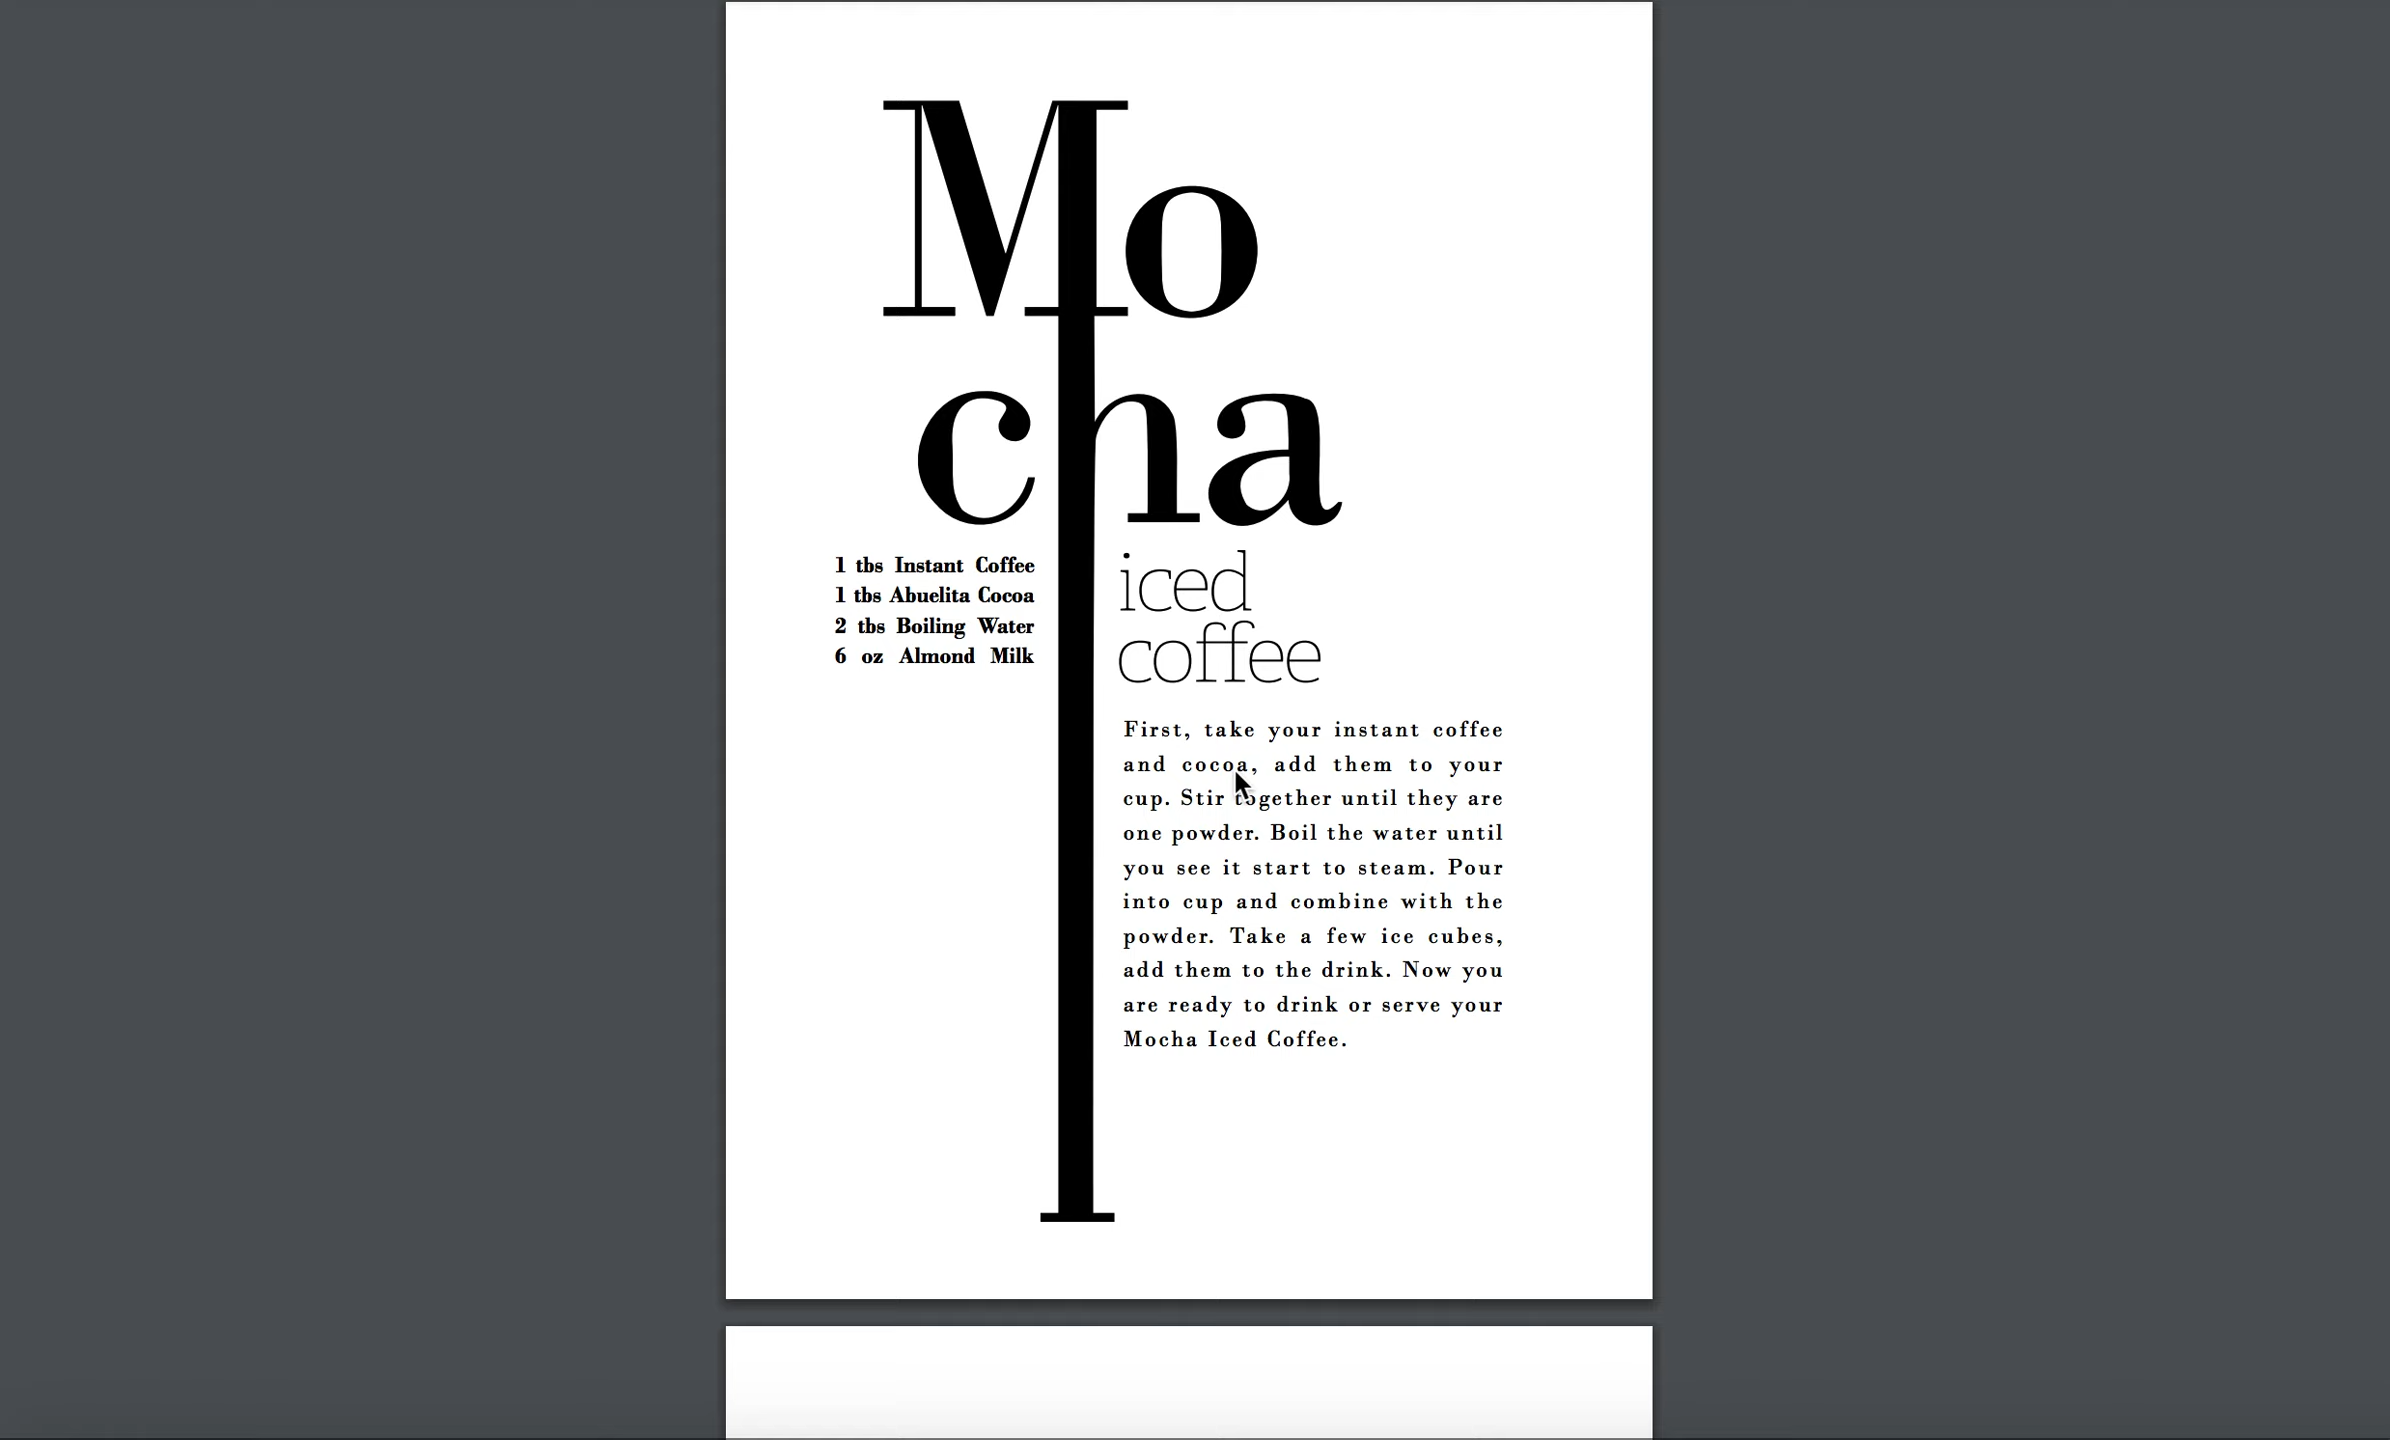 Mo
cha
1 tbs Instant Coffee
1 tbs Abuelita Cocoa
2 tbs Boiling Water
6 oz Almond Milk
iced
coffee
First, take your instant coffee
and cocoa, add them to your
cup. Stir together until they are
one powder. Boil the water until
you see it start to steam. Pour
into cup and combine with the
powder. Take a few ice cubes,
add them to the drink. Now you
are ready to drink or serve your
Mocha Iced Coffee.